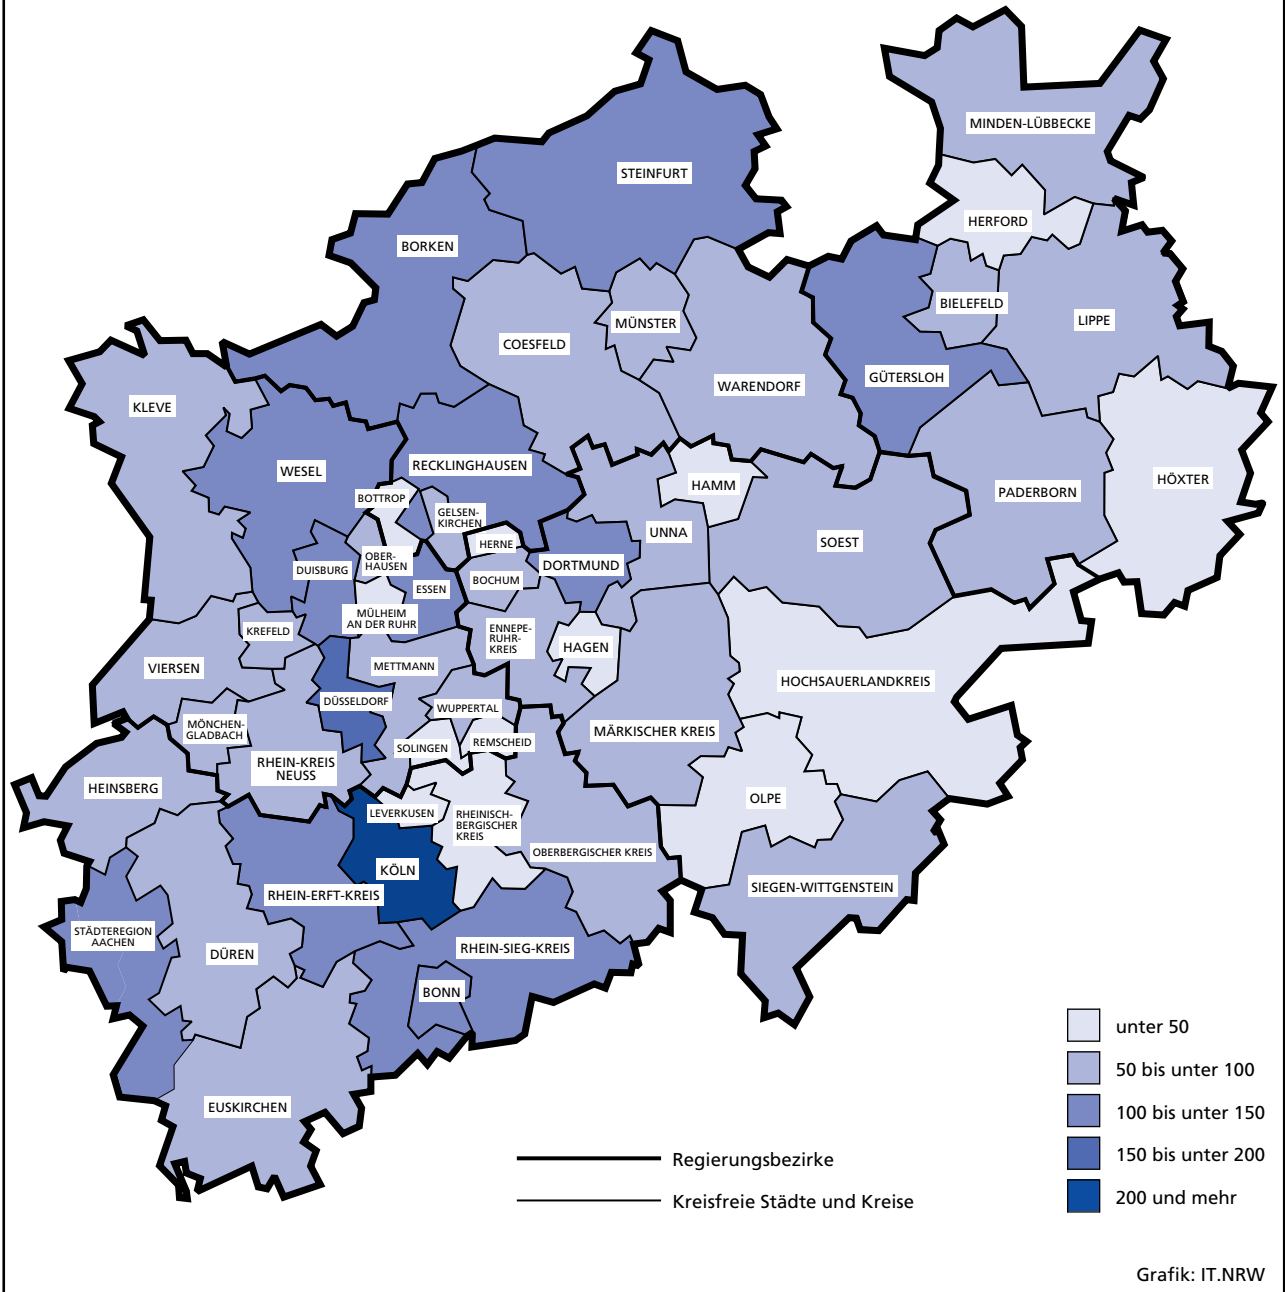 MINDEN-LÜBBECKE
STEINFURT
HERFORD
BORKEN
BIELEFELD
LIPPE
MÜNSTER
COESFELD
GÜTERSLOH
WARENDORF
KLEVE
RECKLINGHAUSEN
WESEL
HÖXTER
HAMM
PADERBORN
BOTTROP
GELSEN-
KIRCHEN
UNNA
SOEST
HERNE
OBER-
HAUSEN
DORTMUND
DUISBURG
BOCHUM
ESSEN
MÜLHEIM
AN DER RUHR
KREFELD
ENNEPE-
RUHR-
KREIS
HAGEN
VIERSEN
METTMANN
HOCHSAUERLANDKREIS
DÜSSELDORF
WUPPERTAL
MÖNCHEN-
GLADBACH
MÄRKISCHER KREIS
REMSCHEID
SOLINGEN
RHEIN-KREIS
NEUSS
HEINSBERG
OLPE
LEVERKUSEN
RHEINISCH-
BERGISCHER
KREIS
OBERBERGISCHER KREIS
KÖLN
SIEGEN-WITTGENSTEIN
RHEIN-ERFT-KREIS
STÄDTEREGION
AACHEN
RHEIN-SIEG-KREIS
DÜREN
BONN
EUSKIRCHEN
unter 50
50 bis unter 100
100 bis unter 150
150 bis unter 200
200 und mehr
Regierungsbezirke
Kreisfreie Städte und Kreise
Grafik: IT.NRW